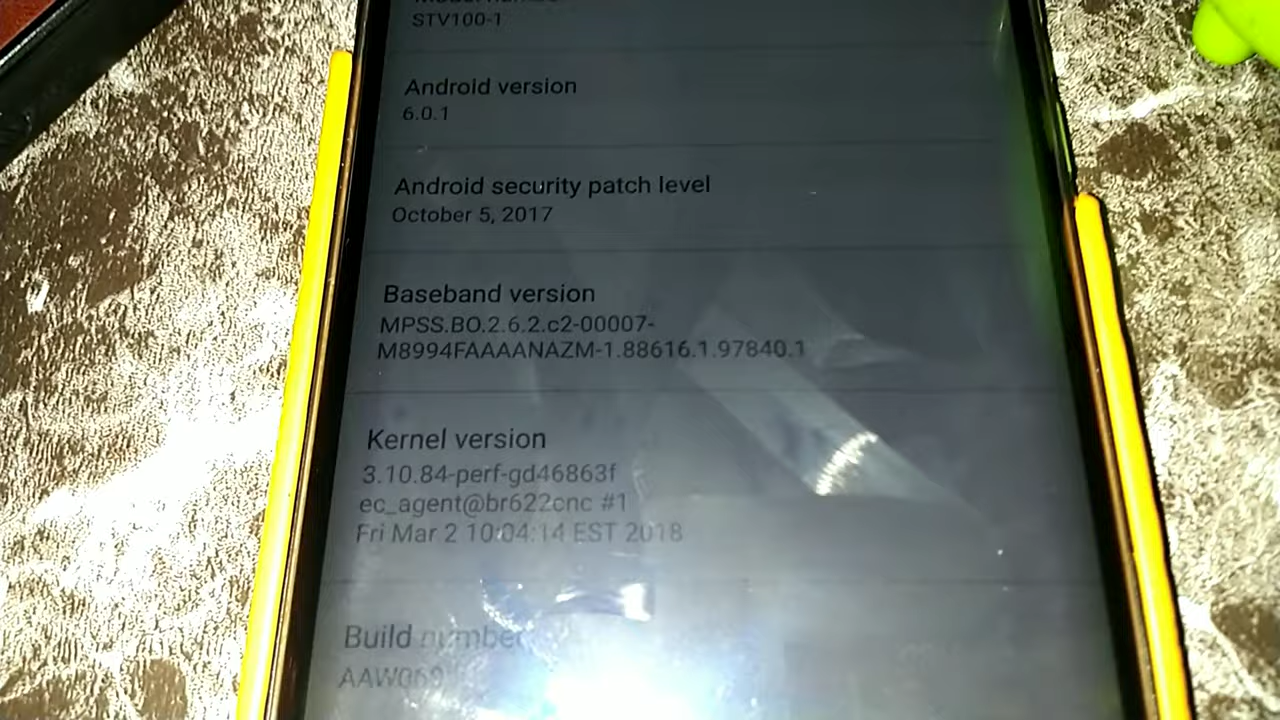 STV100-1
Android version
6.0.1
Android security patch level
October 5, 2017
Baseband version
MPSS.BO.2.6.2.c2-00007-
M8994FAAAANAZM-1.88616.1.97840.1
Kernel version
3.10.84-perf-gd46863f
ec_agent@br622cnc #1
Fri Mar 2 10:04:14 EST 2018
Build number
AAW069